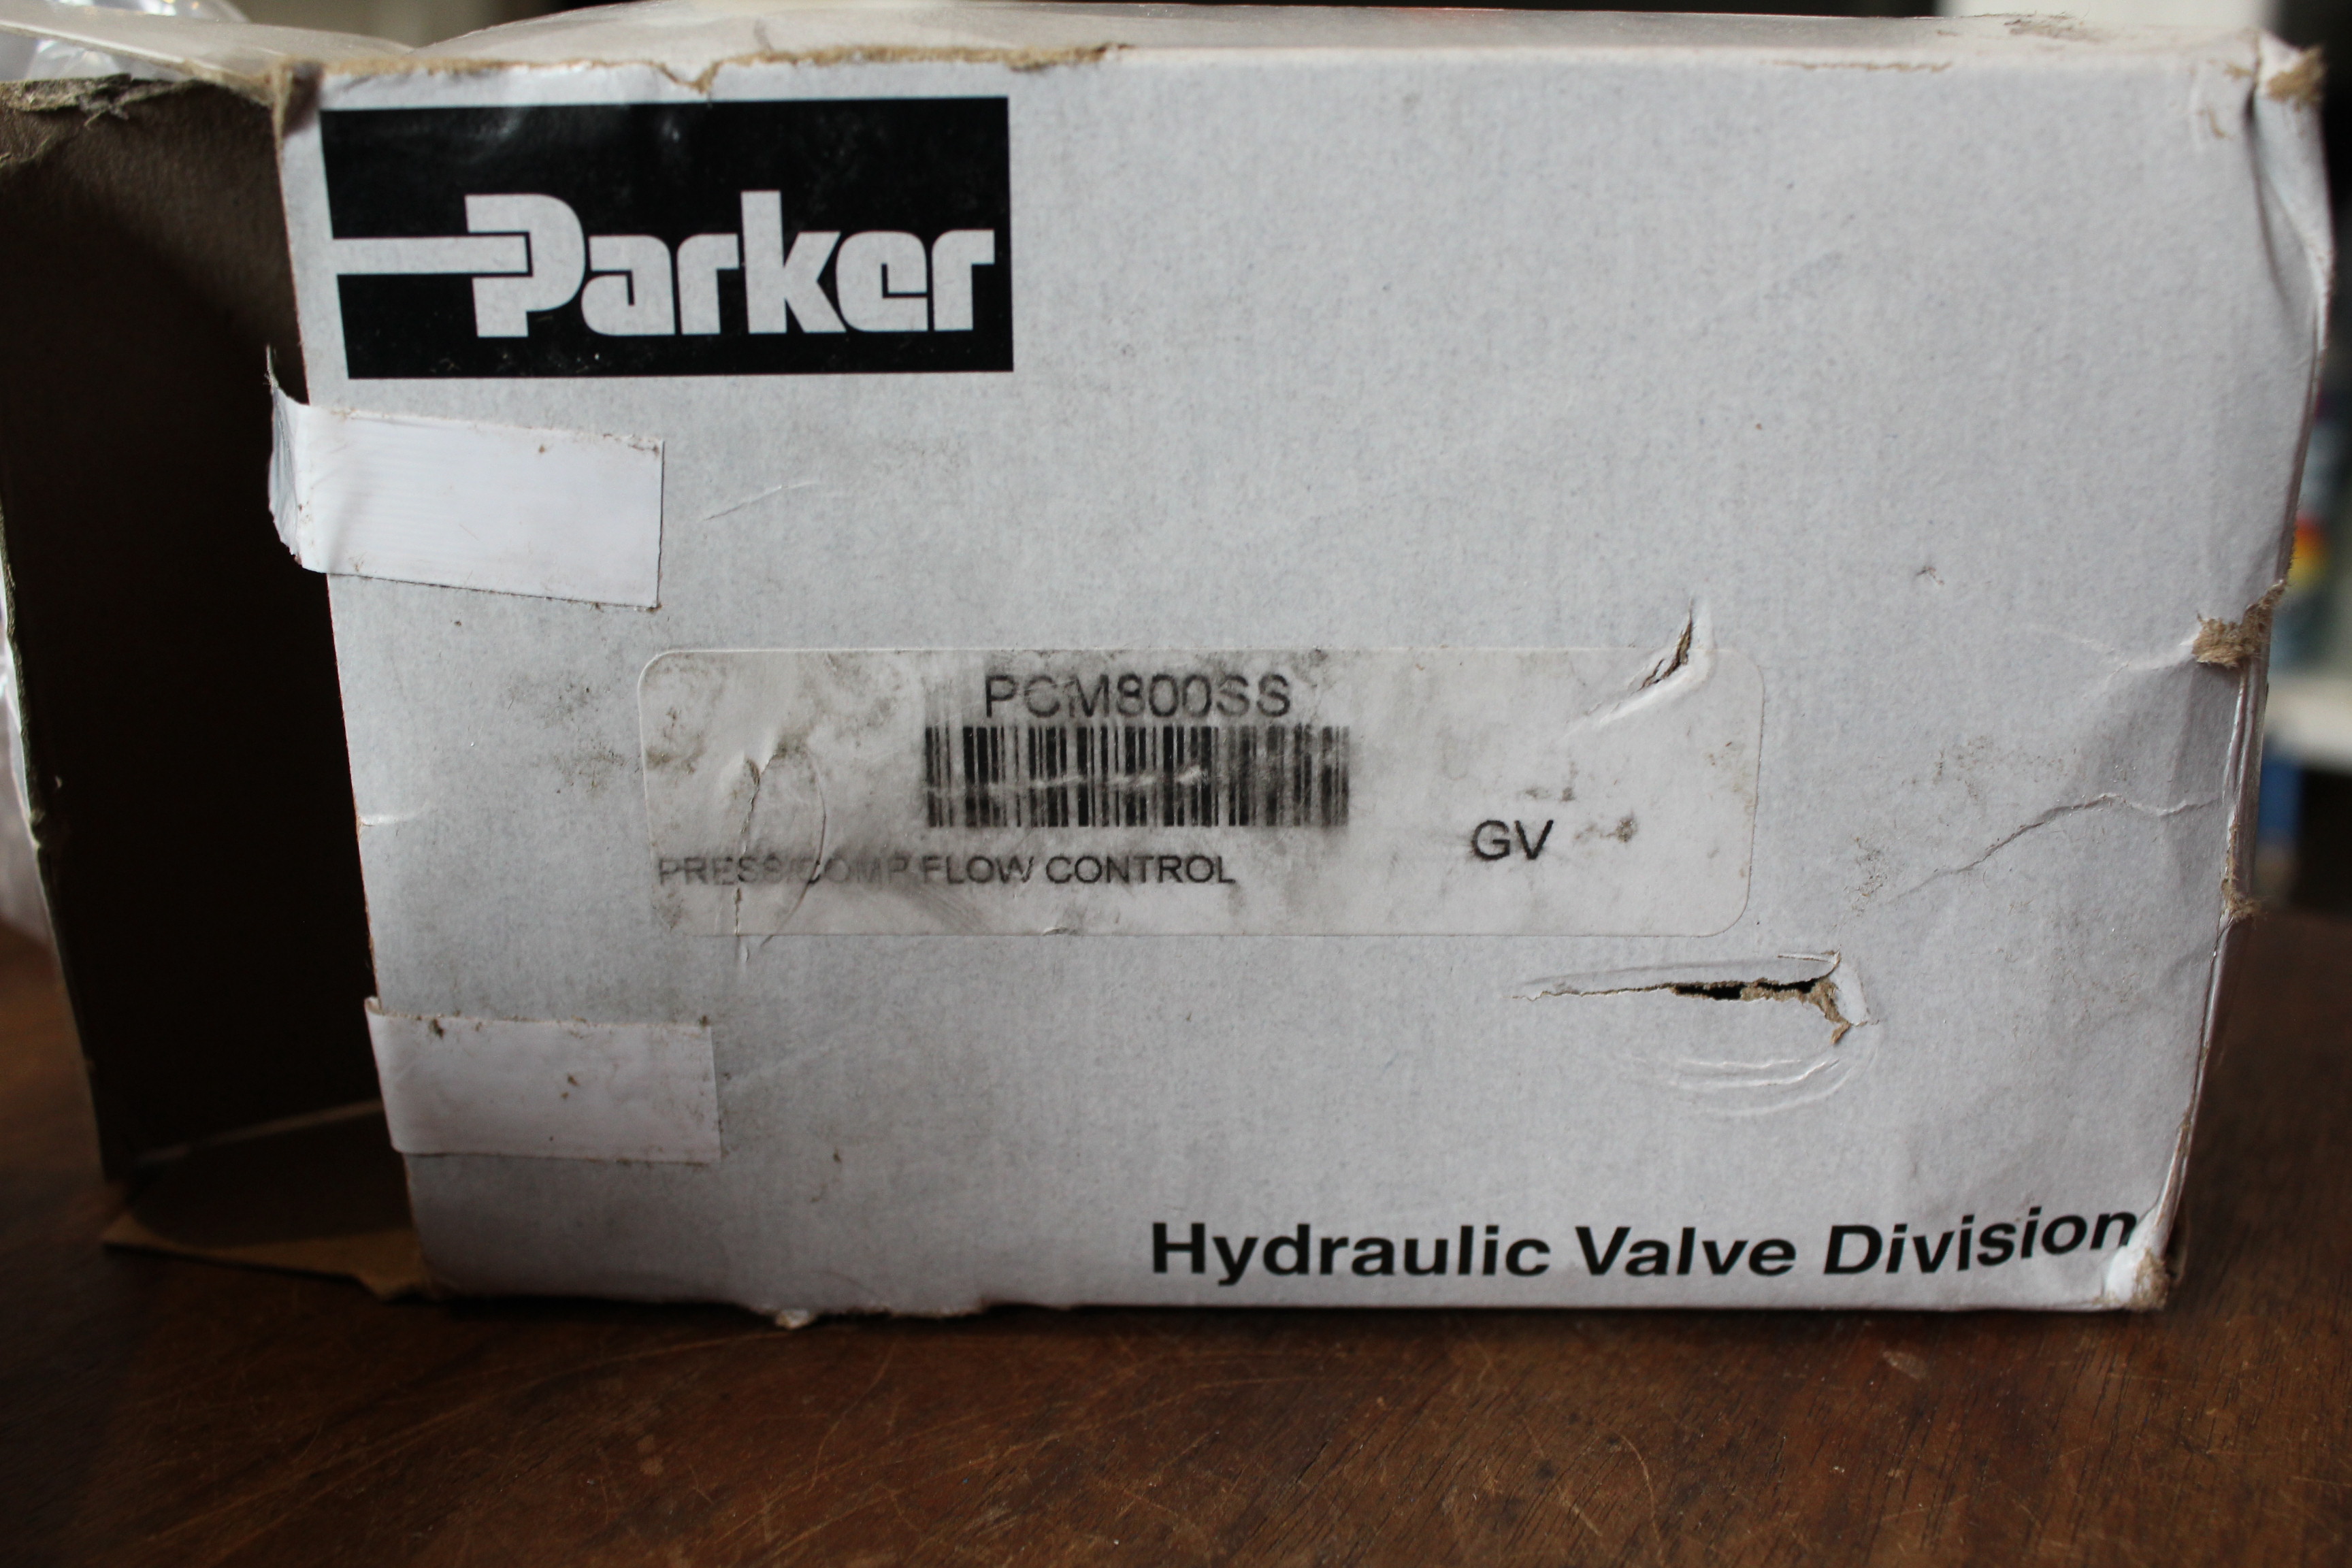 Parker
PCM800SS
PRESS COMP FLOW CONTROL
GV
Hydraulic Valve Division